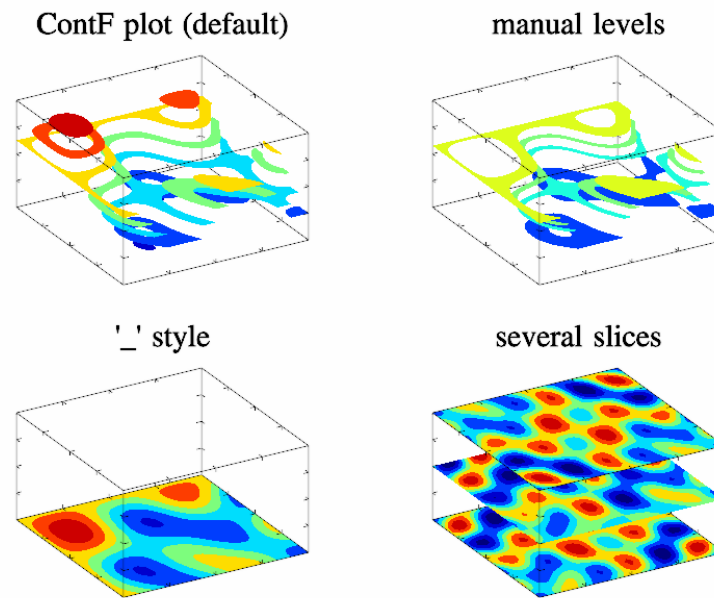 ContF plot (default)
manual levels
'_' style
several slices